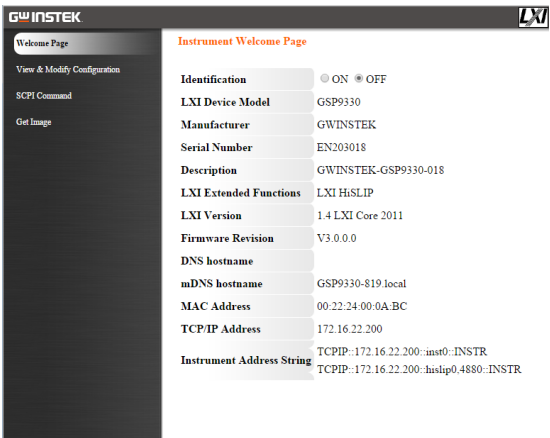 GWINSTEK
LXI
Welcome Page
View & Modify Configuration
SCPI Command
Get Image
Instrument Welcome Page
Identification ON OFF
LXI Device Model GSP9330
Manufacturer GWINSTEK
Serial Number EN203018
Description GWINSTEK-GSP9330-018
LXI Extended Functions LXI HiSLIP
LXI Version 1.4 LXI Core 2011
Firmware Revision V3.0.0.0
DNS hostname
mDNS hostname GSP9330-819.local
MAC Address 00:22:24:00:0A:BC
TCP/IP Address 172.16.22.200
Instrument Address String TCPIP::172.16.22.200::inst0::INSTR
TCPIP::172.16.22.200::hislip0,4880::INSTR